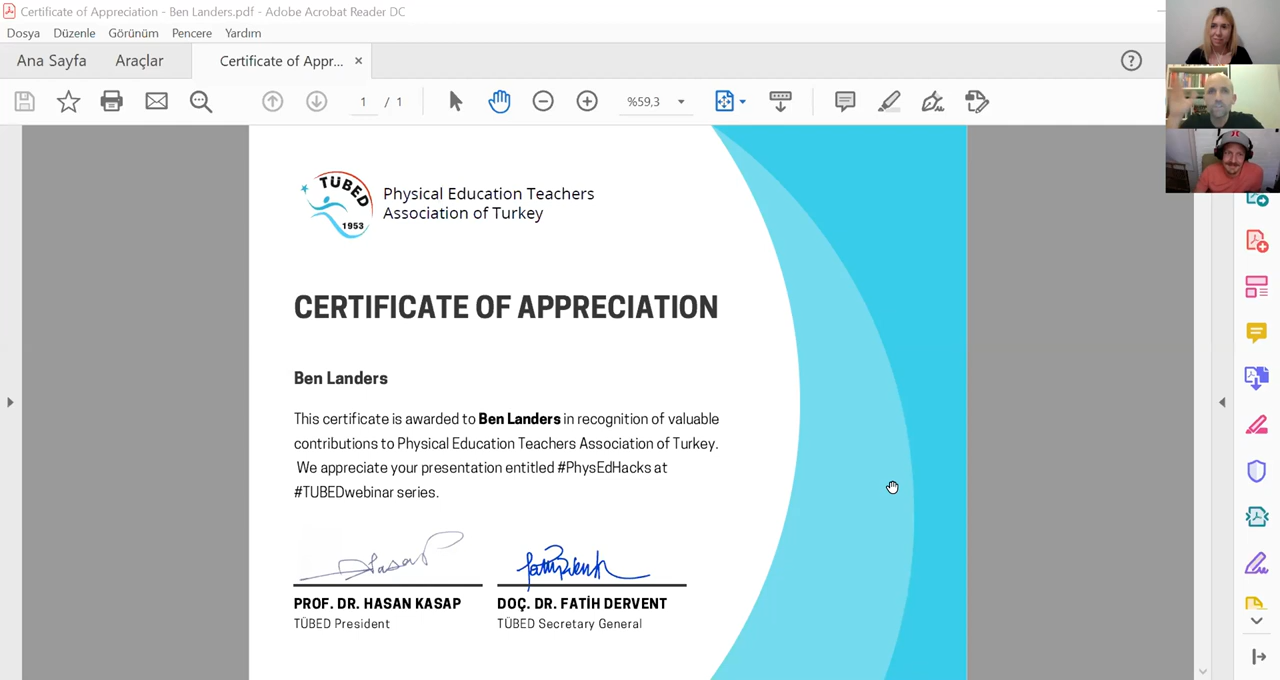 Certificate of Appreciation - Ben Landers.pdf - Adobe Acrobat Reader DC
Dosya Düzenle Görünüm Pencere Yardım
Ana Sayfa Araçlar Certificate of Appr... ×
1 / 1 %59,3
TÜBED
1953
Physical Education Teachers
Association of Turkey
CERTIFICATE OF APPRECIATION
Ben Landers
This certificate is awarded to Ben Landers in recognition of valuable
contributions to Physical Education Teachers Association of Turkey.
We appreciate your presentation entitled #PhysEdHacks at
#TUBEDwebinar series.
PROF. DR. HASAN KASAP DOÇ. DR. FATİH DERVENT
TÜBED President TÜBED Secretary General